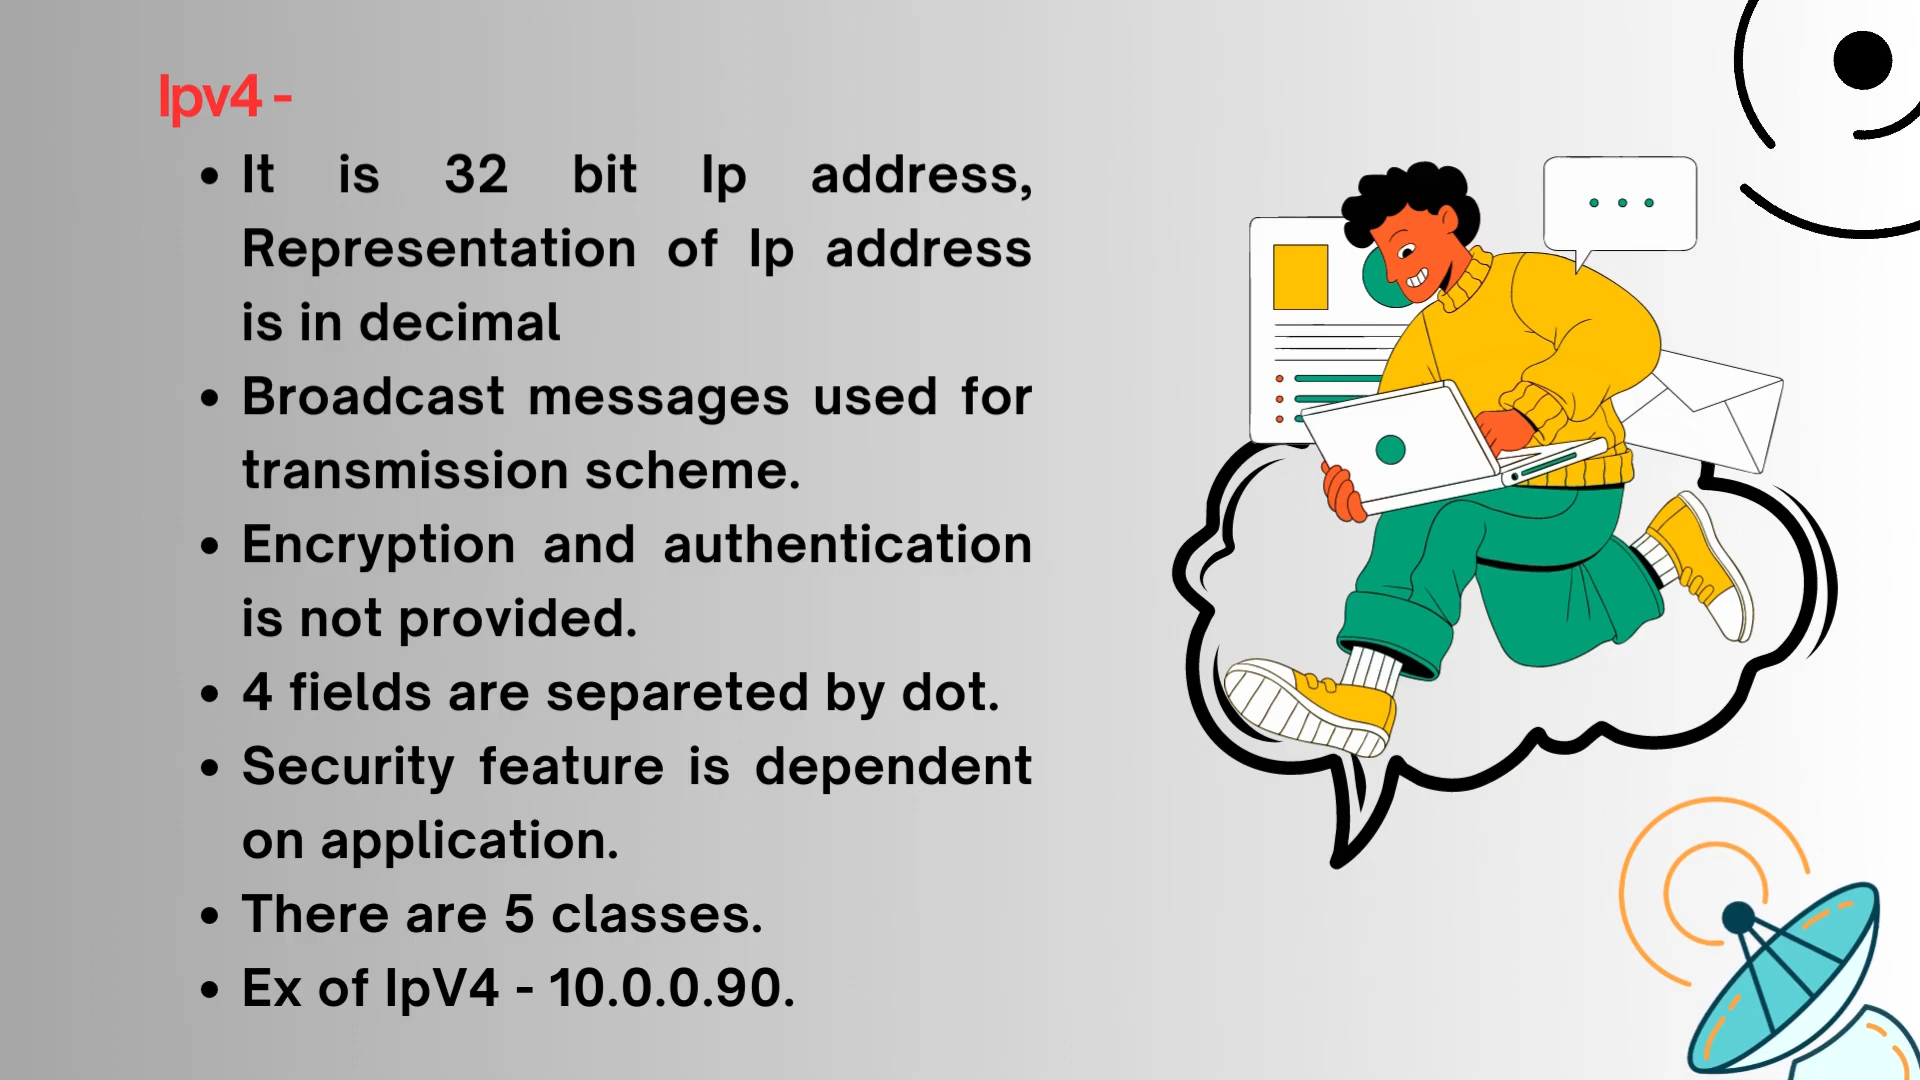 Ipv4 -
• It is 32 bit Ip address,
Representation of Ip address
is in decimal
• Broadcast messages used for
transmission scheme.
• Encryption and authentication
is not provided.
• 4 fields are separeted by dot.
• Security feature is dependent
on application.
• There are 5 classes.
• Ex of IpV4 - 10.0.0.90.